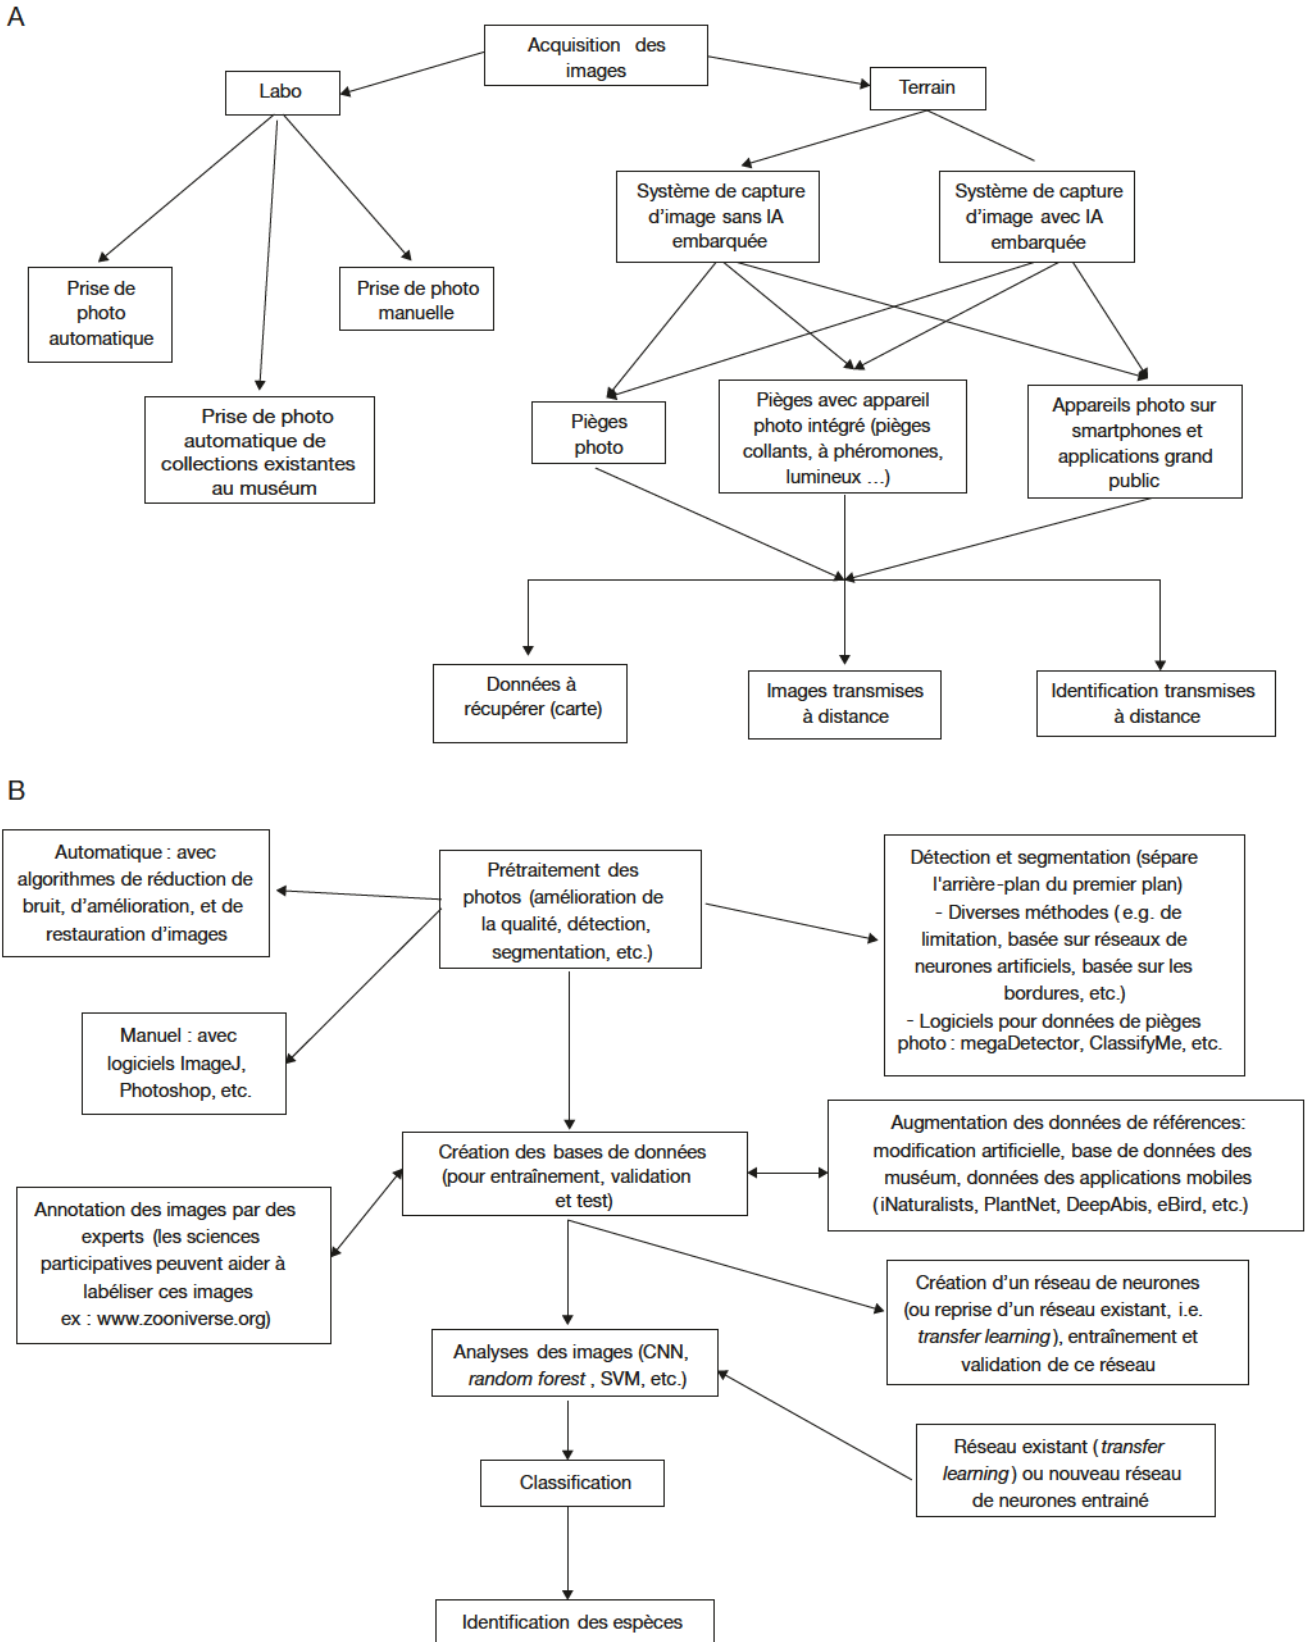 A
Acquisition des
images
Labo
Terrain
Système de capture
d'image sans IA
embarquée
Système de capture
d'image avec IA
embarquée
Prise de
photo
automatique
Prise de photo
manuelle
Prise de photo
automatique de
collections existantes
au muséum
Pièges
photo
Pièges avec appareil
photo intégré (pièges
collants, à phéromones,
lumineux ...)
Appareils photo sur
smartphones et
applications grand
public
Données à
récupérer (carte)
Images transmises
à distance
Identification transmises
à distance
B
Automatique : avec
algorithmes de réduction de
bruit, d'amélioration, et de
restauration d'images
Prétraitement des
photos (amélioration de
la qualité, détection,
segmentation, etc.)
Détection et segmentation (sépare
l'arrière-plan du premier plan)
- Diverses méthodes (e.g. de
limitation, basée sur réseaux de
neurones artificiels, basée sur les
bordures, etc.)
- Logiciels pour données de pièges
photo : megaDetector, ClassifyMe, etc.
Manuel : avec
logiciels ImageJ,
Photoshop, etc.
Création des bases de données
(pour entraînement, validation
et test)
Augmentation des données de références:
modification artificielle, base de données des
muséum, données des applications mobiles
(iNaturalists, PlantNet, DeepAbis, eBird, etc.)
Annotation des images par des
experts (les sciences
participatives peuvent aider à
labéliser ces images
ex : www.zooniverse.org)
Création d'un réseau de neurones
(ou reprise d'un réseau existant, i.e.
transfer learning), entraînement et
validation de ce réseau
Analyses des images (CNN,
random forest , SVM, etc.)
Réseau existant (transfer
learning) ou nouveau réseau
de neurones entrainé
Classification
Identification des espèces